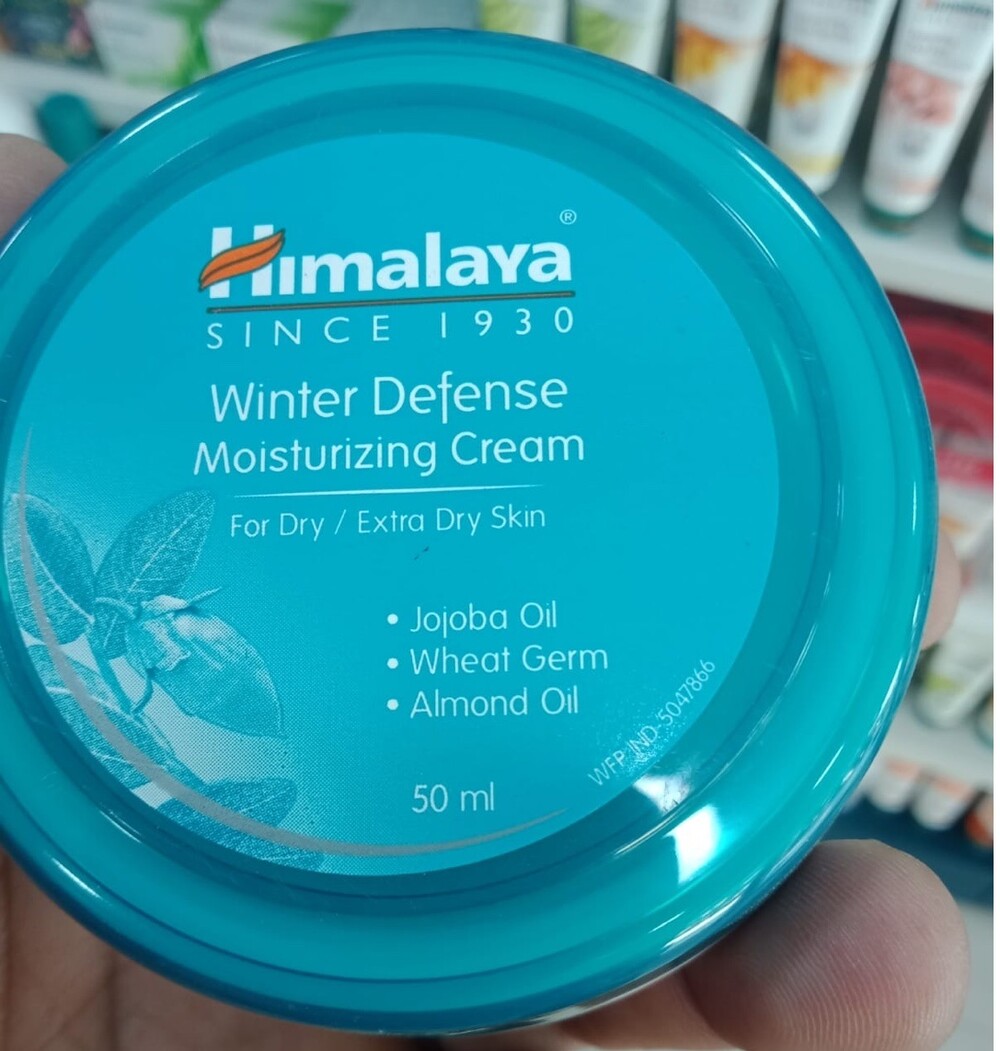 Himalaya®
SINCE 1930
Winter Defense
Moisturizing Cream
For Dry / Extra Dry Skin
• Jojoba Oil
• Wheat Germ
• Almond Oil
50 ml
WFP IND-5047866